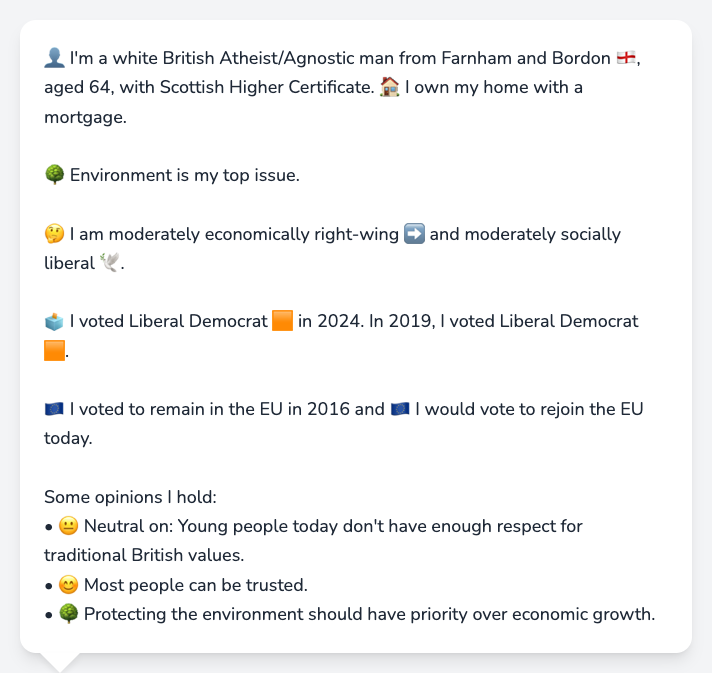 👤 I'm a white British Atheist/Agnostic man from Farnham and Bordon 🏴󠁧󠁢󠁥󠁮󠁧󠁿,
aged 64, with Scottish Higher Certificate. 🏠 I own my home with a
mortgage.
🌳 Environment is my top issue.
🤔 I am moderately economically right-wing ➡️ and moderately socially
liberal 🕊️.
🗳️ I voted Liberal Democrat 🟧 in 2024. In 2019, I voted Liberal Democrat
🟧.
🇪🇺 I voted to remain in the EU in 2016 and 🇪🇺 I would vote to rejoin the EU
today.
Some opinions I hold:
• 😐 Neutral on: Young people today don't have enough respect for
traditional British values.
• 😊 Most people can be trusted.
• 🌳 Protecting the environment should have priority over economic growth.